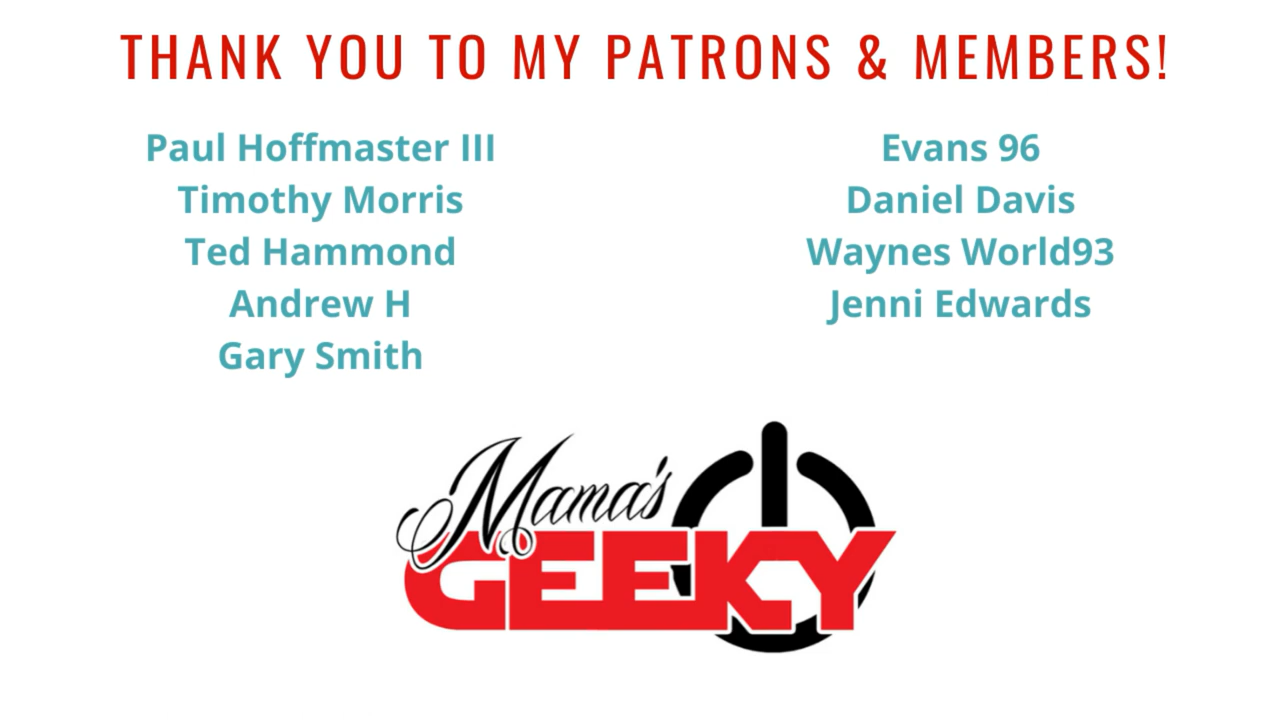 THANK YOU TO MY PATRONS & MEMBERS!
Paul Hoffmaster III
Timothy Morris
Ted Hammond
Andrew H
Gary Smith
Evans 96
Daniel Davis
Waynes World93
Jenni Edwards
Mama's
GEEKY